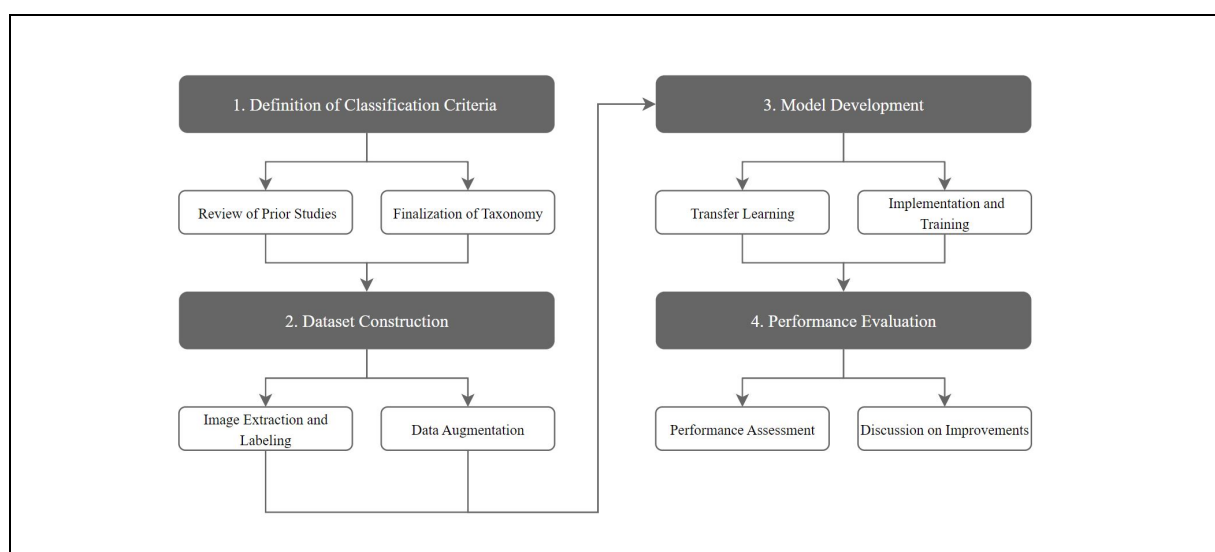 1. Definition of Classification Criteria
Review of Prior Studies
Finalization of Taxonomy
2. Dataset Construction
Image Extraction and
Labeling
Data Augmentation
3. Model Development
Transfer Learning
Implementation and
Training
4. Performance Evaluation
Performance Assessment
Discussion on Improvements